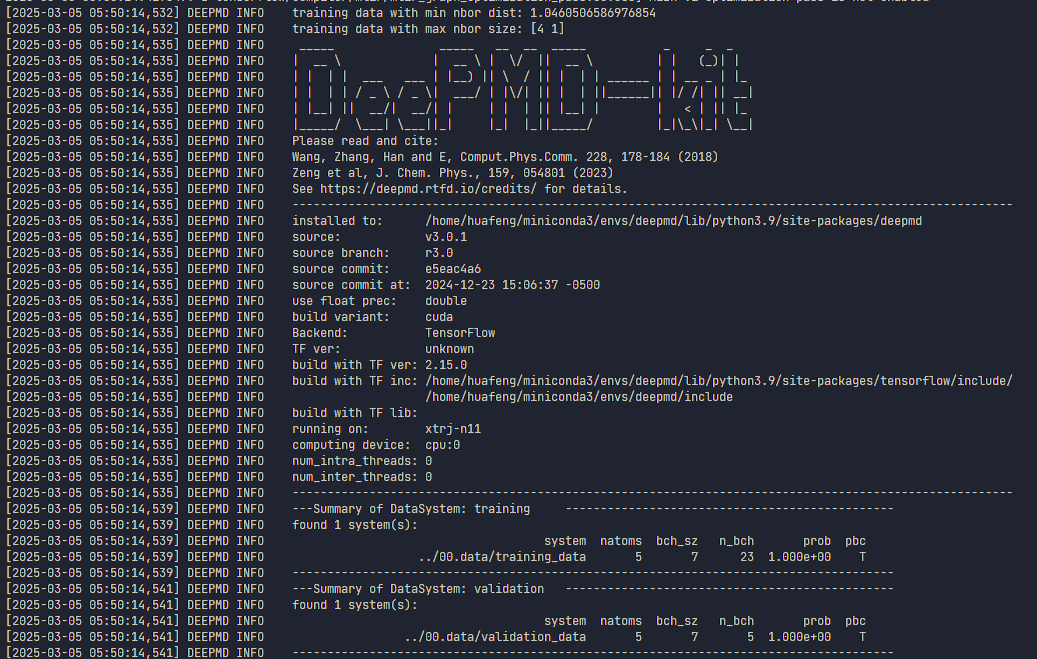 [2025-03-05 05:50:14,532] DEEPMD INFO    training data with min nbor dist: 1.0460506586976854
[2025-03-05 05:50:14,532] DEEPMD INFO    training data with max nbor size: [4 1]
[2025-03-05 05:50:14,535] DEEPMD INFO     _____               _____   __  __  _____           _     _  _
[2025-03-05 05:50:14,535] DEEPMD INFO    |  __ \             |  __ \ |  \/  ||  __ \         | |   (_)| |
[2025-03-05 05:50:14,535] DEEPMD INFO    | |  | |  ___   ___ | |__) || \  / || |  | | ______ | | __ _ | |_
[2025-03-05 05:50:14,535] DEEPMD INFO    | |  | | / _ \ / _ \|  ___/ | |\/| || |  | ||______|| |/ /| || __|
[2025-03-05 05:50:14,535] DEEPMD INFO    | |__| ||  __/|  __/| |     | |  | || |__| |        |   < | || |_
[2025-03-05 05:50:14,535] DEEPMD INFO    |_____/  \___| \___||_|     |_|  |_||_____/         |_|\_\|_| \__|
[2025-03-05 05:50:14,535] DEEPMD INFO    Please read and cite:
[2025-03-05 05:50:14,535] DEEPMD INFO    Wang, Zhang, Han and E, Comput.Phys.Comm. 228, 178-184 (2018)
[2025-03-05 05:50:14,535] DEEPMD INFO    Zeng et al, J. Chem. Phys., 159, 054801 (2023)
[2025-03-05 05:50:14,535] DEEPMD INFO    See https://deepmd.rtfd.io/credits/ for details.
[2025-03-05 05:50:14,535] DEEPMD INFO    -------------------------------------------------------------------------------------------------------
[2025-03-05 05:50:14,535] DEEPMD INFO    installed to:      /home/huafeng/miniconda3/envs/deepmd/lib/python3.9/site-packages/deepmd
[2025-03-05 05:50:14,535] DEEPMD INFO    source:            v3.0.1
[2025-03-05 05:50:14,535] DEEPMD INFO    source branch:     r3.0
[2025-03-05 05:50:14,535] DEEPMD INFO    source commit:     e5eac4a6
[2025-03-05 05:50:14,535] DEEPMD INFO    source commit at:  2024-12-23 15:06:37 -0500
[2025-03-05 05:50:14,535] DEEPMD INFO    use float prec:    double
[2025-03-05 05:50:14,535] DEEPMD INFO    build variant:     cuda
[2025-03-05 05:50:14,535] DEEPMD INFO    Backend:           TensorFlow
[2025-03-05 05:50:14,535] DEEPMD INFO    TF ver:            unknown
[2025-03-05 05:50:14,535] DEEPMD INFO    build with TF ver: 2.15.0
[2025-03-05 05:50:14,535] DEEPMD INFO    build with TF inc: /home/huafeng/miniconda3/envs/deepmd/lib/python3.9/site-packages/tensorflow/include/
[2025-03-05 05:50:14,535] DEEPMD INFO                       /home/huafeng/miniconda3/envs/deepmd/include
[2025-03-05 05:50:14,535] DEEPMD INFO    build with TF lib:
[2025-03-05 05:50:14,535] DEEPMD INFO    running on:        xtrj-n11
[2025-03-05 05:50:14,535] DEEPMD INFO    computing device:  cpu:0
[2025-03-05 05:50:14,535] DEEPMD INFO    num_intra_threads: 0
[2025-03-05 05:50:14,535] DEEPMD INFO    num_inter_threads: 0
[2025-03-05 05:50:14,535] DEEPMD INFO    -------------------------------------------------------------------------------------------------------
[2025-03-05 05:50:14,539] DEEPMD INFO    ---Summary of DataSystem: training     -----------------------------------------------
[2025-03-05 05:50:14,539] DEEPMD INFO    found 1 system(s):
[2025-03-05 05:50:14,539] DEEPMD INFO                                        system  natoms  bch_sz   n_bch       prob  pbc
[2025-03-05 05:50:14,539] DEEPMD INFO                      ../00.data/training_data       5       7      23  1.000e+00    T
[2025-03-05 05:50:14,539] DEEPMD INFO    --------------------------------------------------------------------------------------
[2025-03-05 05:50:14,541] DEEPMD INFO    ---Summary of DataSystem: validation   -----------------------------------------------
[2025-03-05 05:50:14,541] DEEPMD INFO    found 1 system(s):
[2025-03-05 05:50:14,541] DEEPMD INFO                                        system  natoms  bch_sz   n_bch       prob  pbc
[2025-03-05 05:50:14,541] DEEPMD INFO                    ../00.data/validation_data       5       7       5  1.000e+00    T
[2025-03-05 05:50:14,541] DEEPMD INFO    --------------------------------------------------------------------------------------